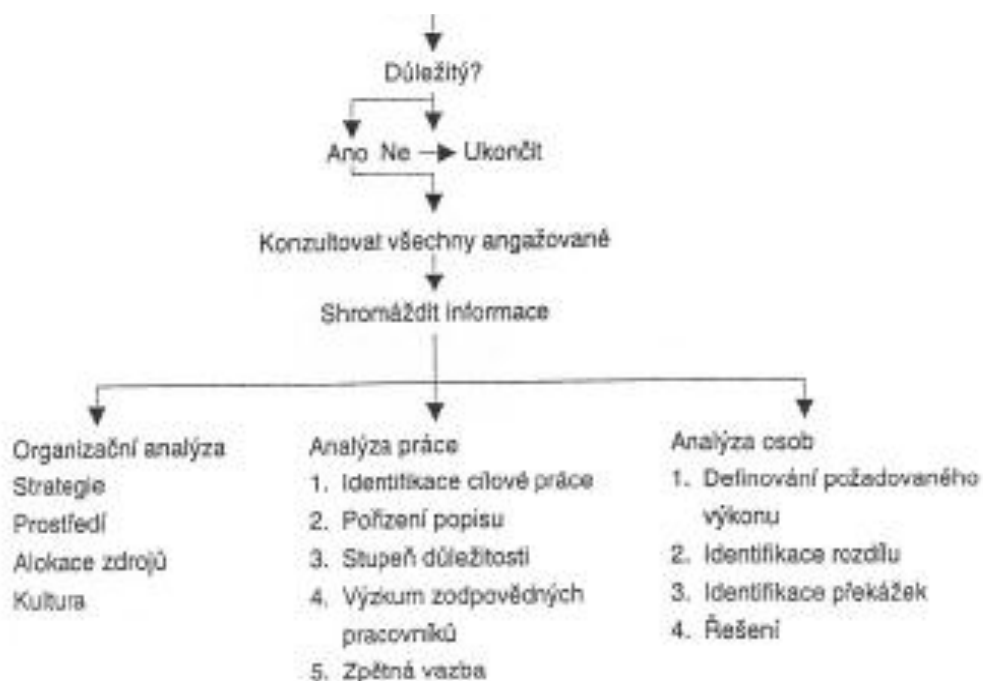 Důležitý?
Ano Ne Ukončit
Konzultovat všechny angažované
Shromáždit informace
Organizační analýza
Strategie
Prostředí
Alokace zdrojů
Kultura
Analýza práce
1. Identifikace cílové práce
2. Pořízení popisu
3. Stupeň důležitosti
4. Výzkum zodpovědných
pracovníků
5. Zpětná vazba
Analýza osob
1. Definování požadovaného
výkonu
2. Identifikace rozdílu
3. Identifikace překážek
4. Řešení